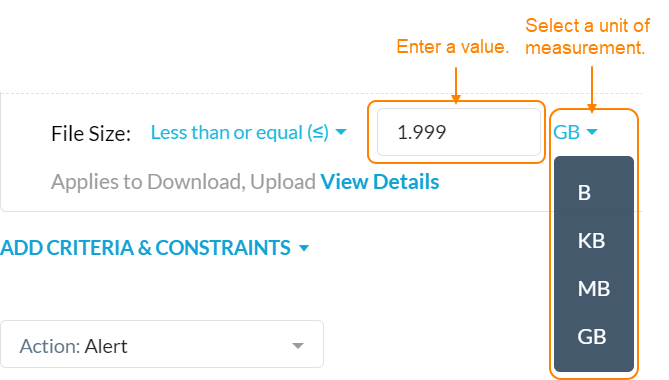 Select a unit of
measurement.
Enter a value.
File Size: Less than or equal (≤) 1.999 GB
Applies to Download, Upload View Details
B
KB
MB
GB
ADD CRITERIA & CONSTRAINTS
Action: Alert